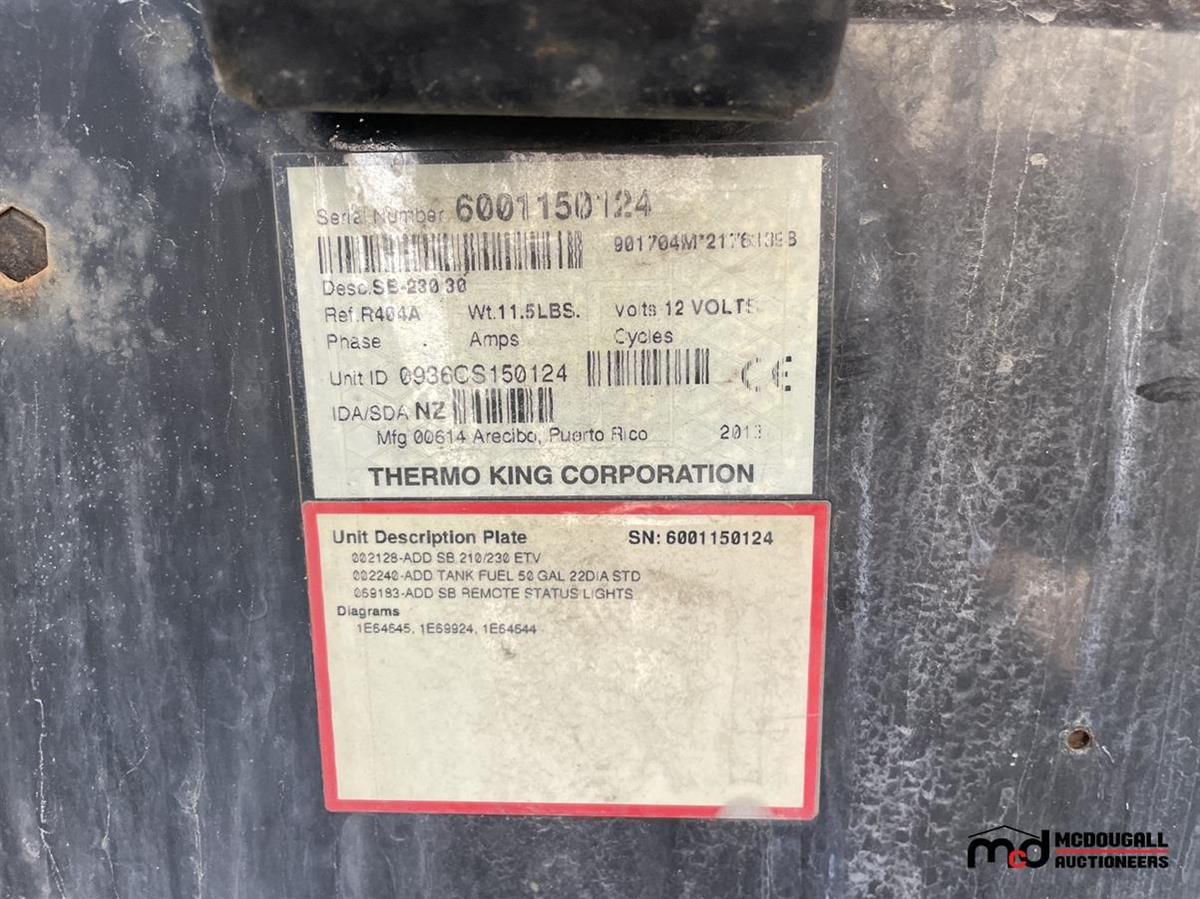 Serial Number 6001150124
Desc.SB-230 30
Ref.R404A Wt.11.5LBS. Volts 12 VOLTS
Phase Amps Cycles
Unit ID 0936CS150124 CE
IDA/SDA NZ
Mfg 00614 Arecibo, Puerto Rico 2013
THERMO KING CORPORATION
Unit Description Plate SN: 6001150124
002128-ADD SB 210/230 ETV
002240-ADD TANK FUEL 50 GAL 22DIA STD
069183-ADD SB REMOTE STATUS LIGHTS
Diagrams
1E64645, 1E69924, 1E64644
mcd MCDOUGALL
AUCTIONEERS